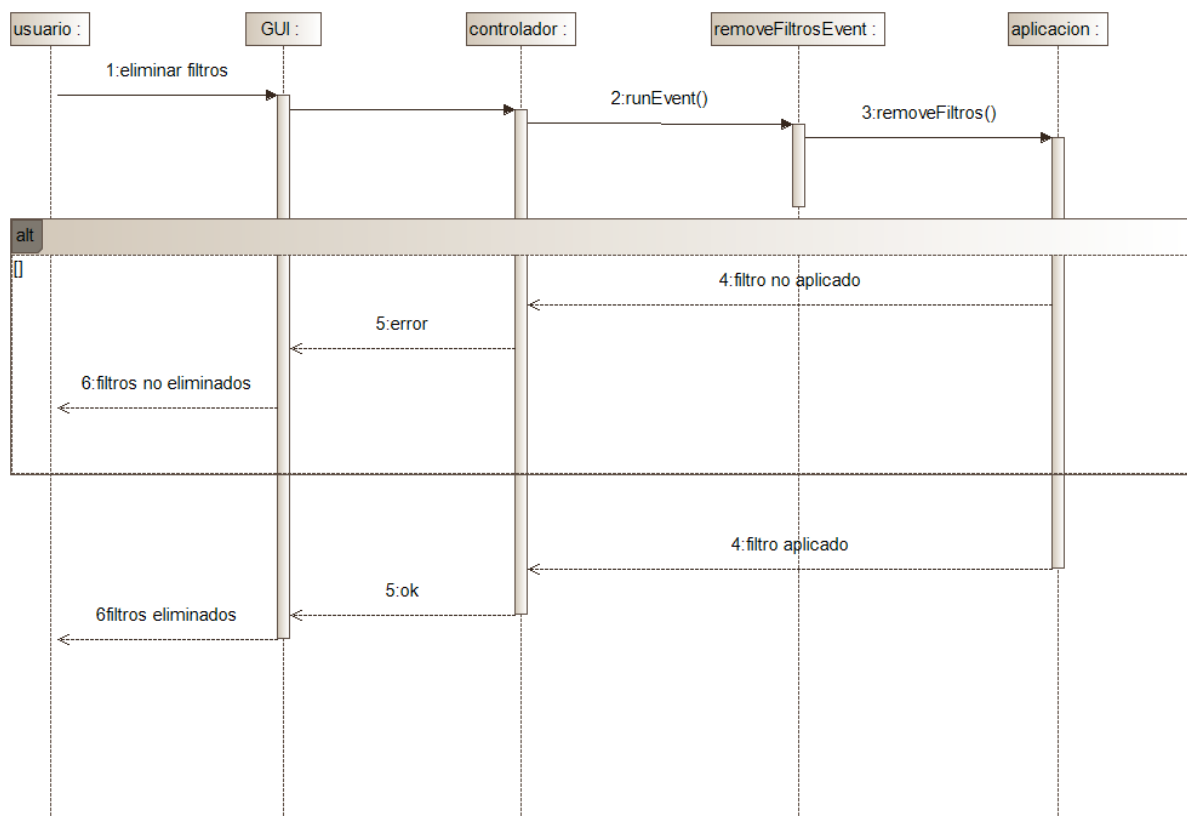 usuario :
GUI :
controlador :
removeFiltrosEvent :
aplicacion :
1:eliminar filtros
2:runEvent()
3:removeFiltros()
alt
[]
4:filtro no aplicado
5:error
6:filtros no eliminados
4:filtro aplicado
5:ok
6filtros eliminados